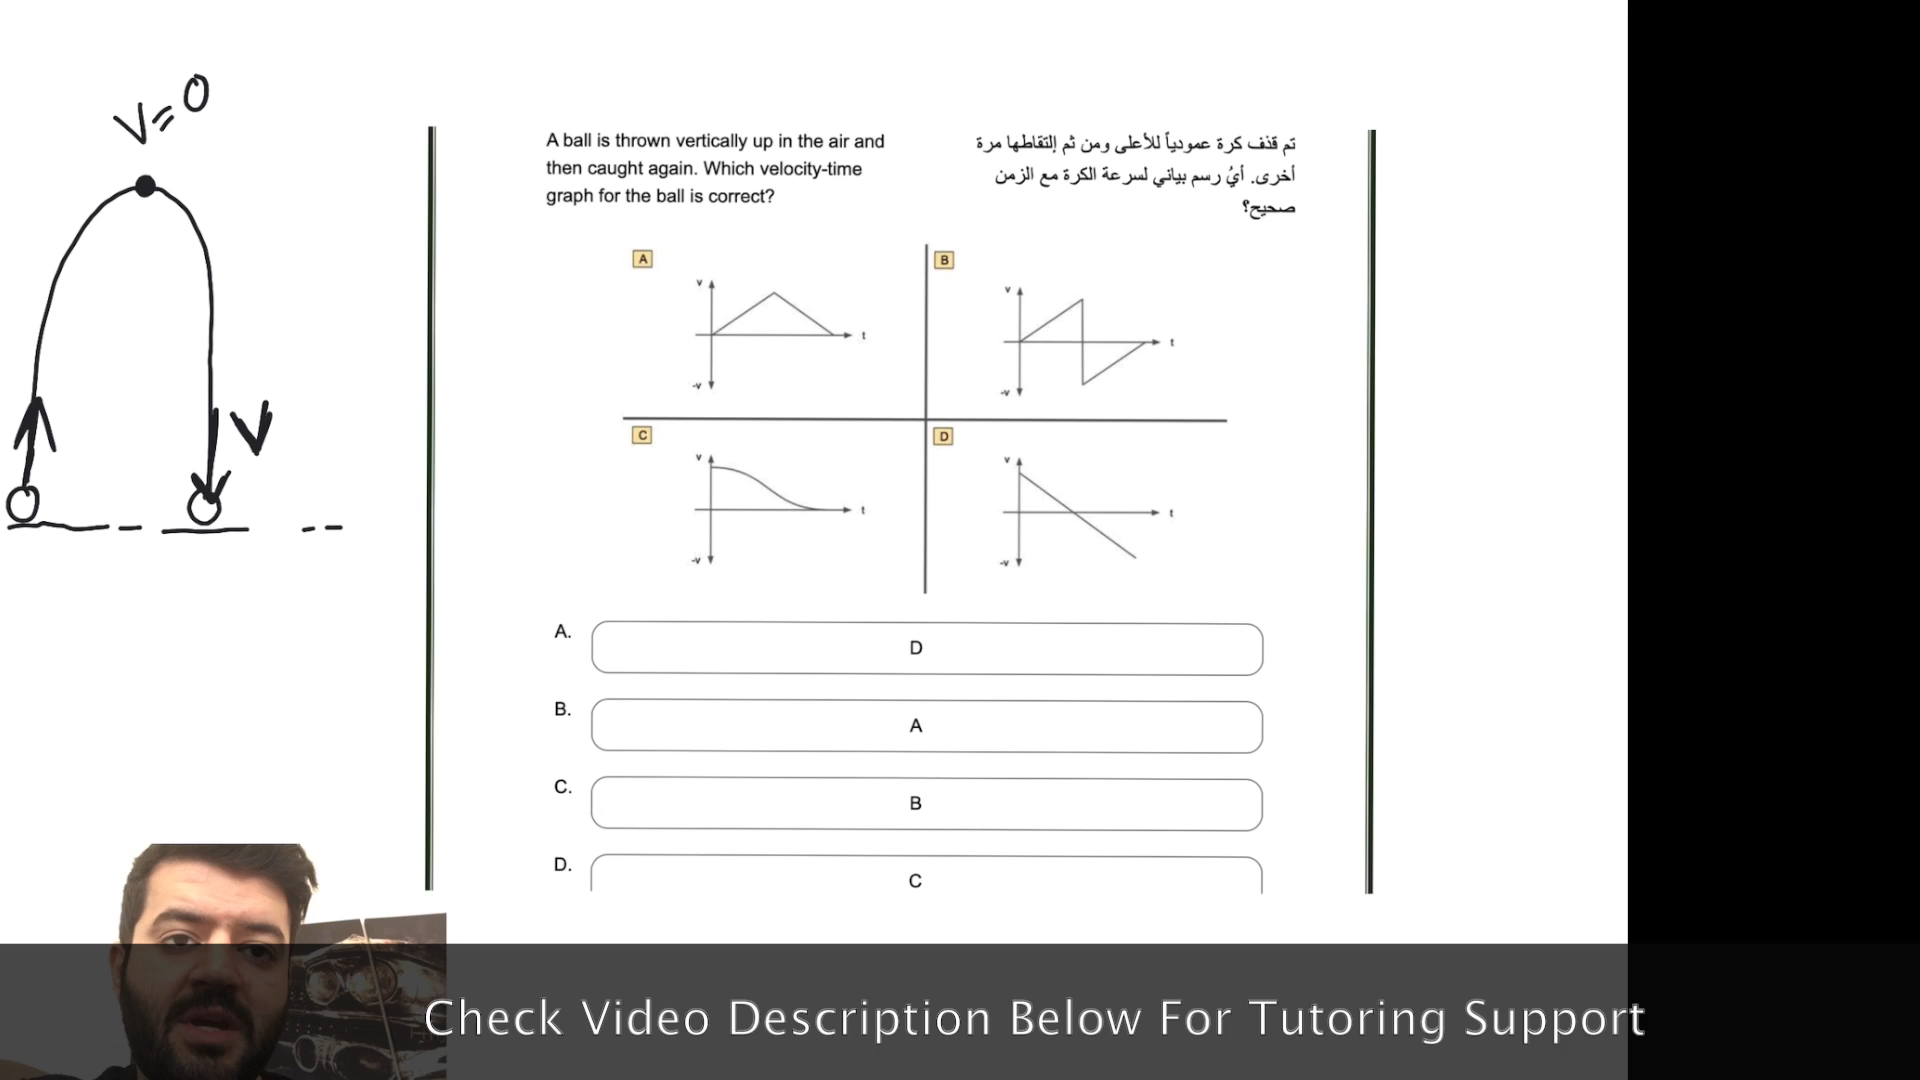 V=0
V
A ball is thrown vertically up in the air and
then caught again. Which velocity-time
graph for the ball is correct?
تم قذف كرة عمودياً للأعلى ومن ثم إلتقاطها مرة
أخرى. أيُ رسم بياني لسرعة الكرة مع الزمن
صحيح؟
A
v
t
-v
B
v
t
-v
C
v
t
-v
D
v
t
-v
A. D
B. A
C. B
D. C
Check Video Description Below For Tutoring Support